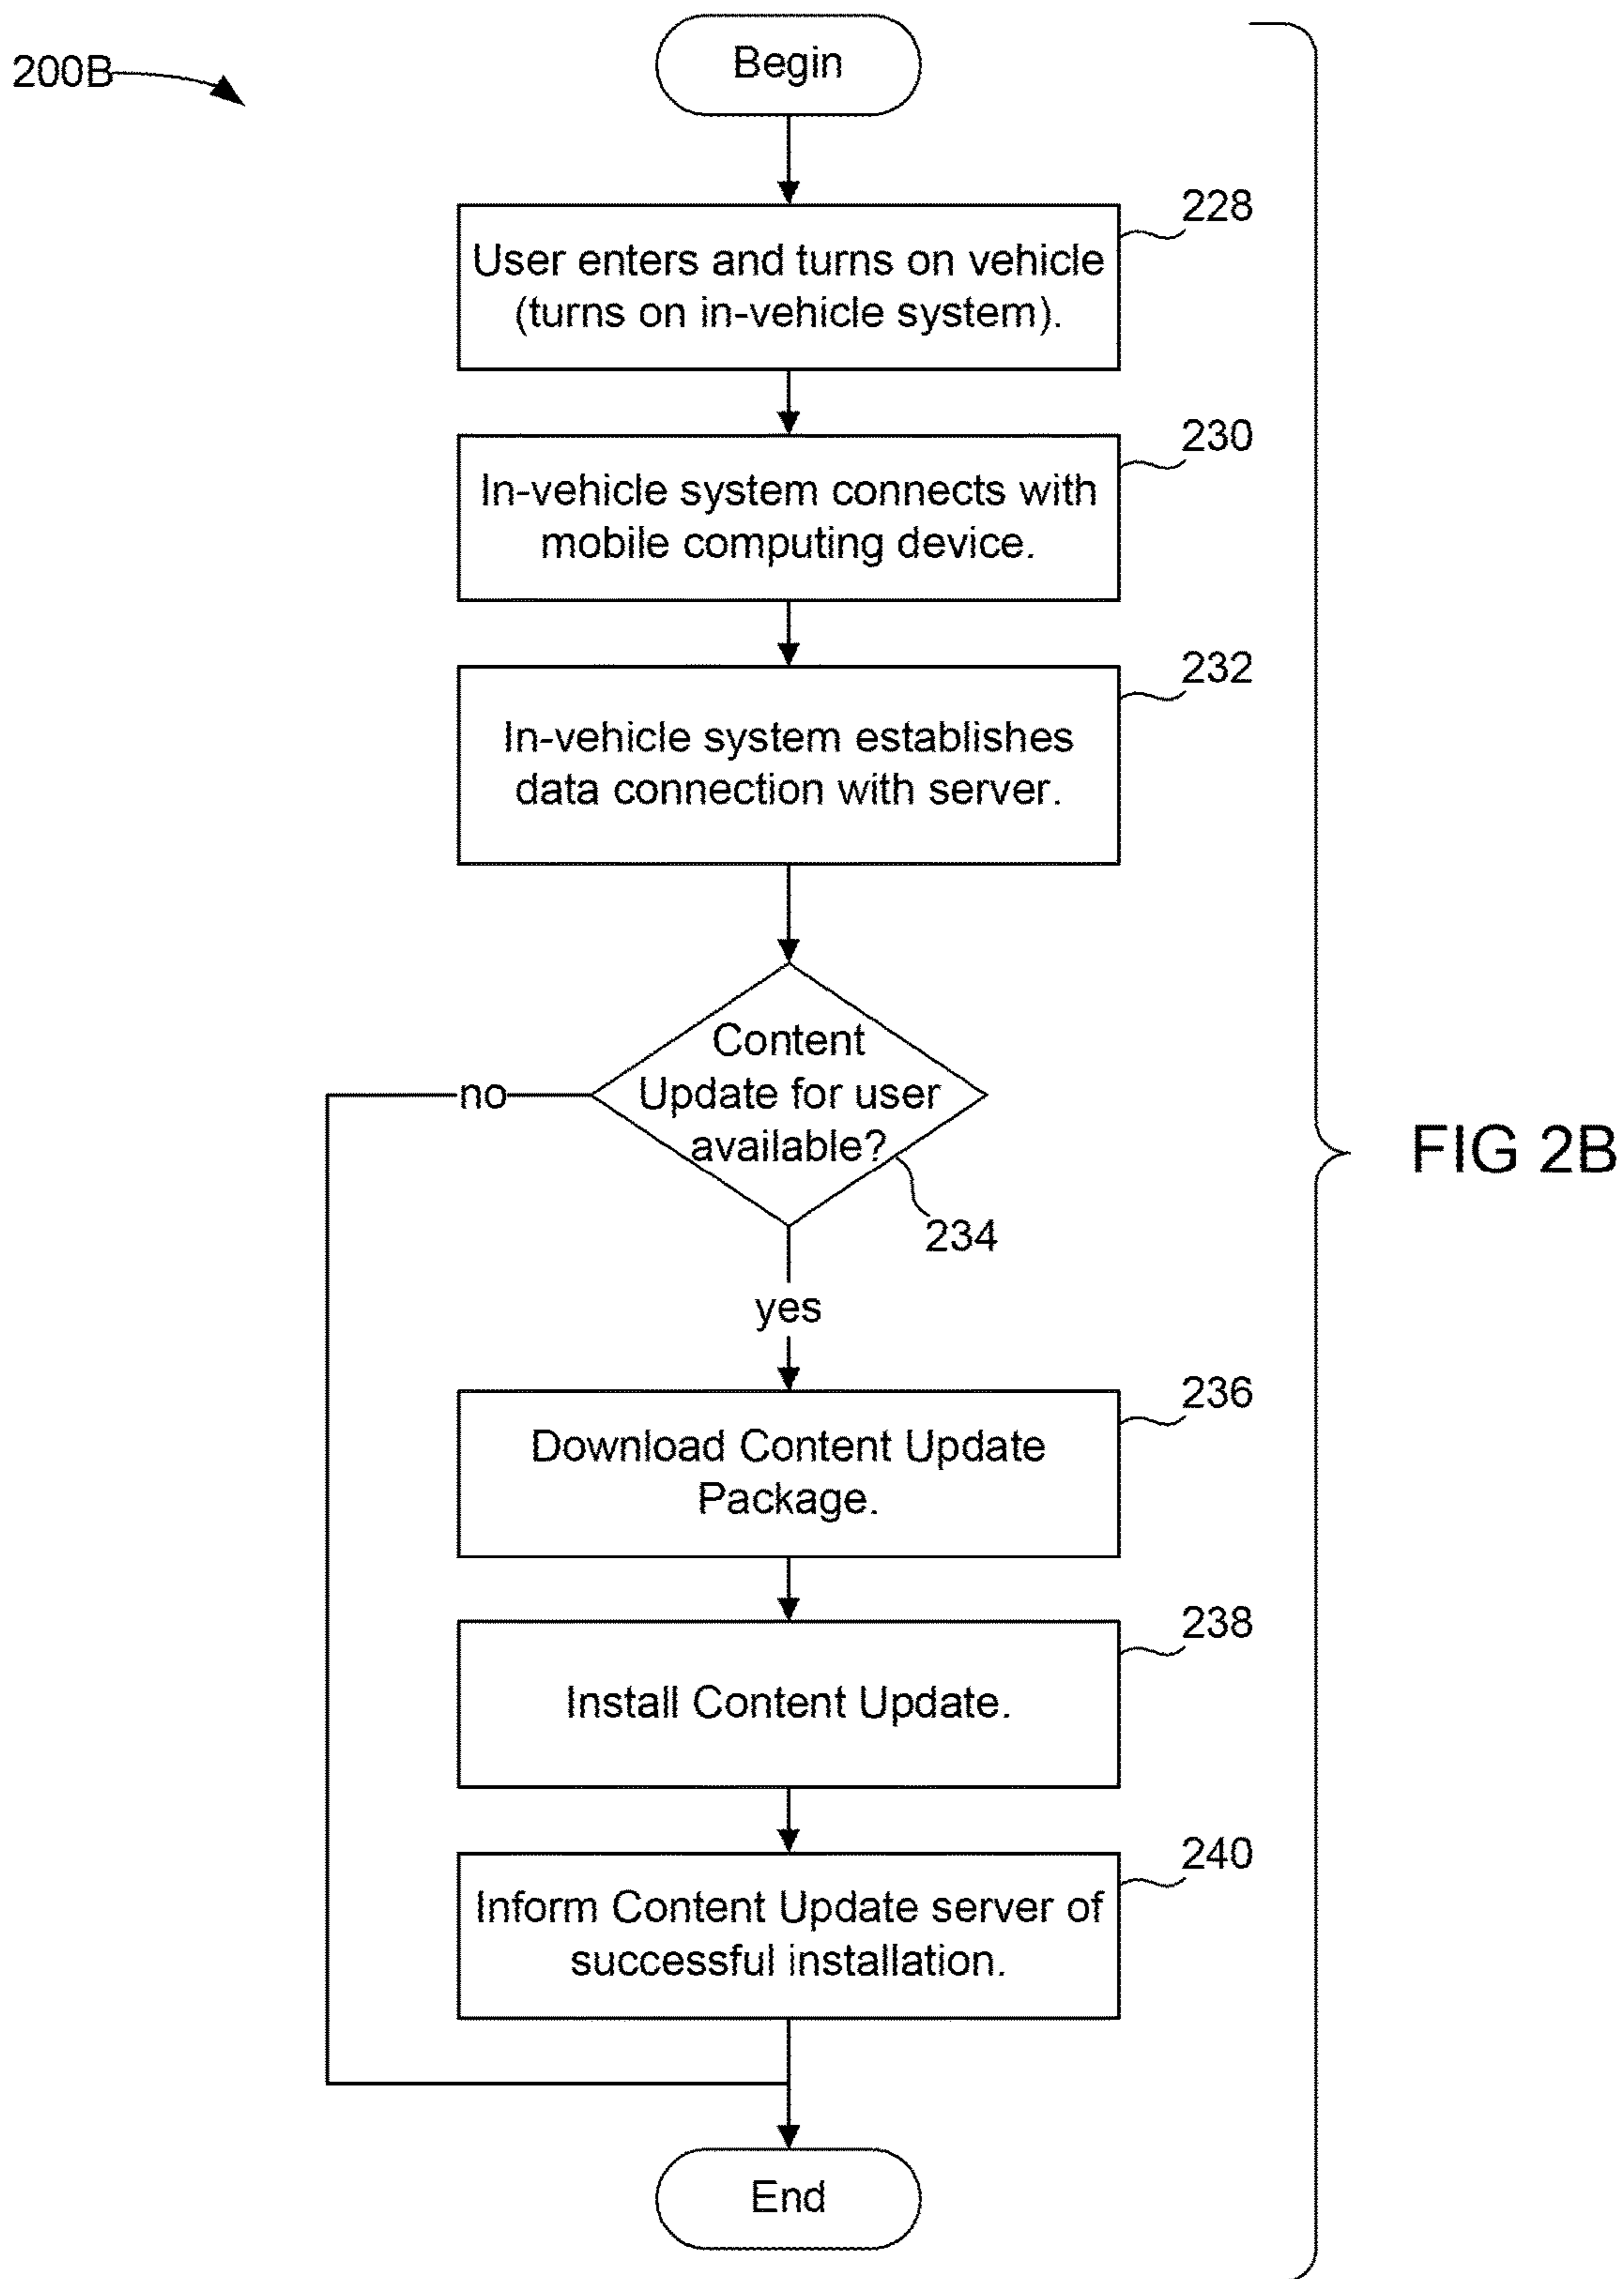 200B
Begin
228
User enters and turns on vehicle
(turns on in-vehicle system).
230
In-vehicle system connects with
mobile computing device.
232
In-vehicle system establishes
data connection with server.
Content
Update for user
available?
no
234
FIG 2B
yes
236
Download Content Update
Package.
238
Install Content Update.
240
Inform Content Update server of
successful installation.
End